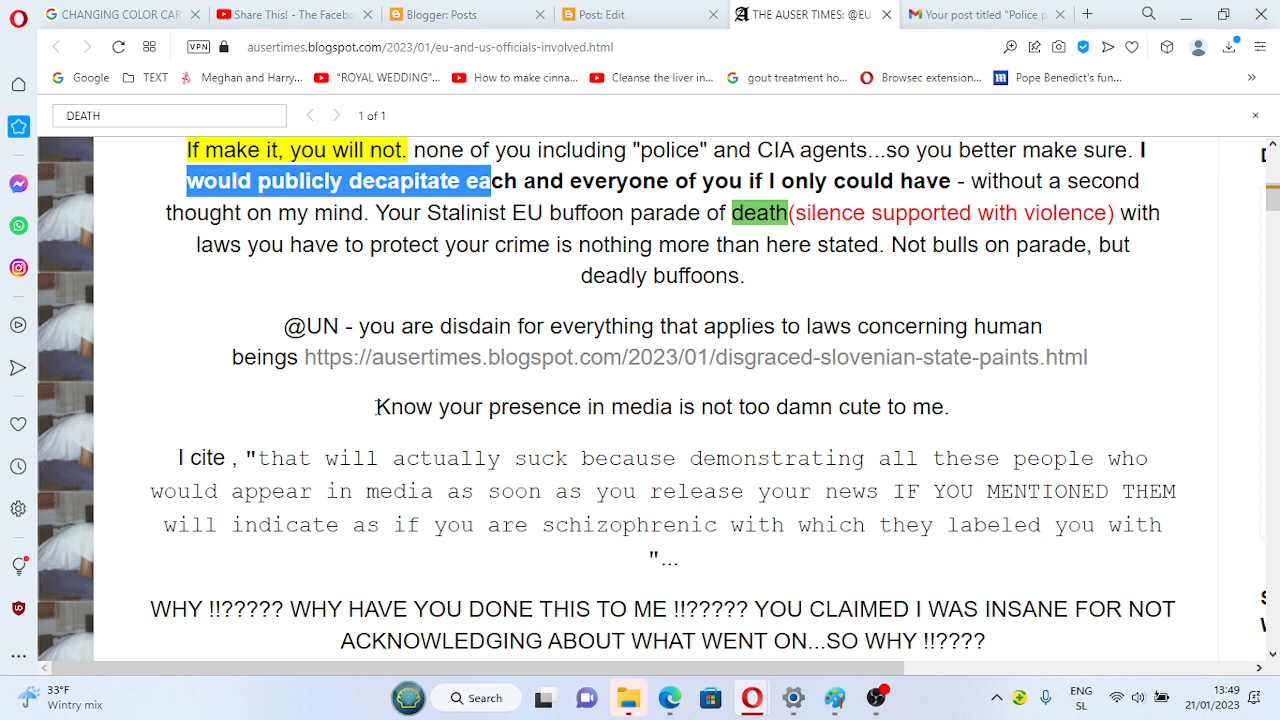 CHANGING COLOR CAR
Share This! - The Faceb
Blogger: Posts
Post: Edit
THE AUSER TIMES: @EU
Your post titled "Police p
VPN
ausertimes.blogspot.com/2023/01/eu-and-us-officials-involved.html
Google
TEXT
Meghan and Harry...
"ROYAL WEDDING"...
How to make cinna...
Cleanse the liver in...
gout treatment ho...
Browsec extension...
Pope Benedict's fun...
DEATH
1 of 1
If make it, you will not. none of you including "police" and CIA agents...so you better make sure. I
would publicly decapitate each and everyone of you if I only could have - without a second
thought on my mind. Your Stalinist EU buffoon parade of death(silence supported with violence) with
laws you have to protect your crime is nothing more than here stated. Not bulls on parade, but
deadly buffoons.
@UN - you are disdain for everything that applies to laws concerning human
beings https://ausertimes.blogspot.com/2023/01/disgraced-slovenian-state-paints.html
Know your presence in media is not too damn cute to me.
I cite , "that will actually suck because demonstrating all these people who
would appear in media as soon as you release your news IF YOU MENTIONED THEM
will indicate as if you are schizophrenic with which they labeled you with
"...
WHY !!????? WHY HAVE YOU DONE THIS TO ME !!????? YOU CLAIMED I WAS INSANE FOR NOT
ACKNOWLEDGING ABOUT WHAT WENT ON...SO WHY !!????
33°F
Wintry mix
Search
ENG
SL
13:49
21/01/2023